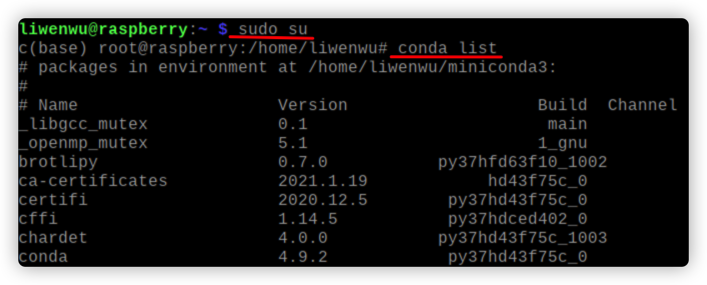 liwenwu@raspberry:~ $ sudo su
c(base) root@raspberry:/home/liwenwu# conda list
# packages in environment at /home/liwenwu/miniconda3:
#
# Name Version Build Channel
_libgcc_mutex 0.1 main
_openmp_mutex 5.1 1_gnu
brotlipy 0.7.0 py37hfd63f10_1002
ca-certificates 2021.1.19 hd43f75c_0
certifi 2020.12.5 py37hd43f75c_0
cffi 1.14.5 py37hdced402_0
chardet 4.0.0 py37hd43f75c_1003
conda 4.9.2 py37hd43f75c_0